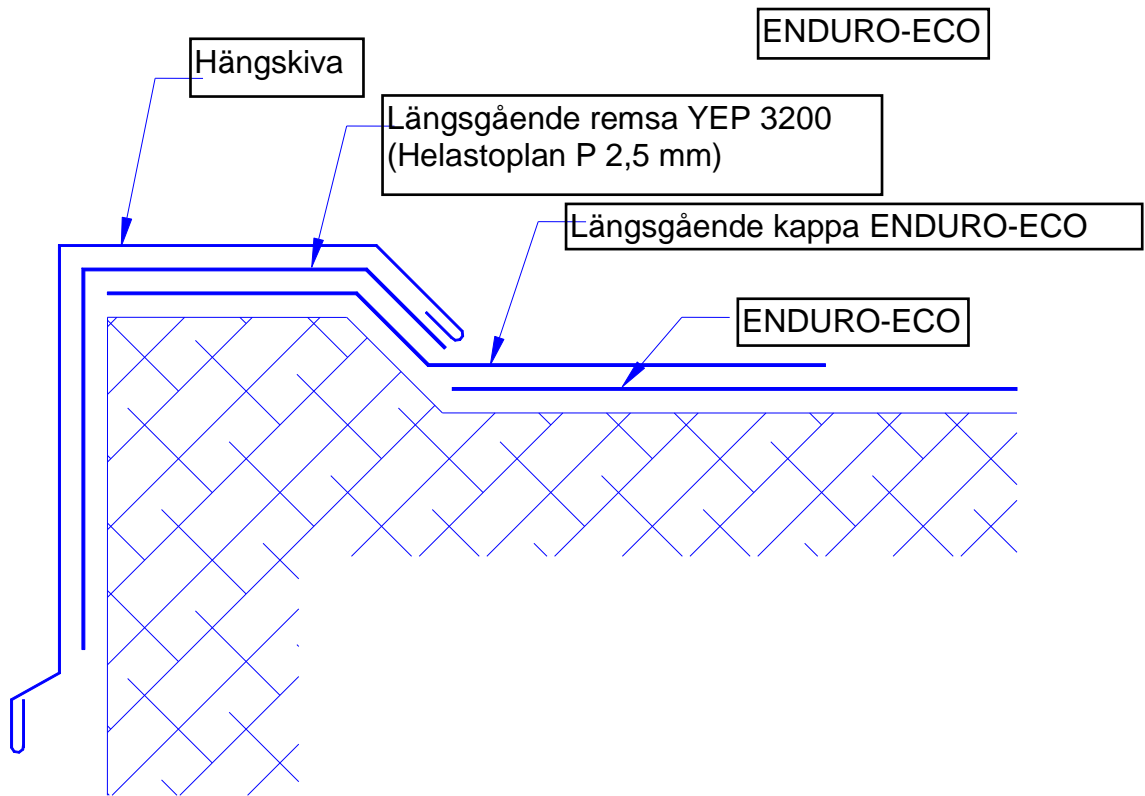 ENDURO-ECO
Hängskiva
Längsgående remsa YEP 3200
(Helastoplan P 2,5 mm)
Längsgående kappa ENDURO-ECO
ENDURO-ECO